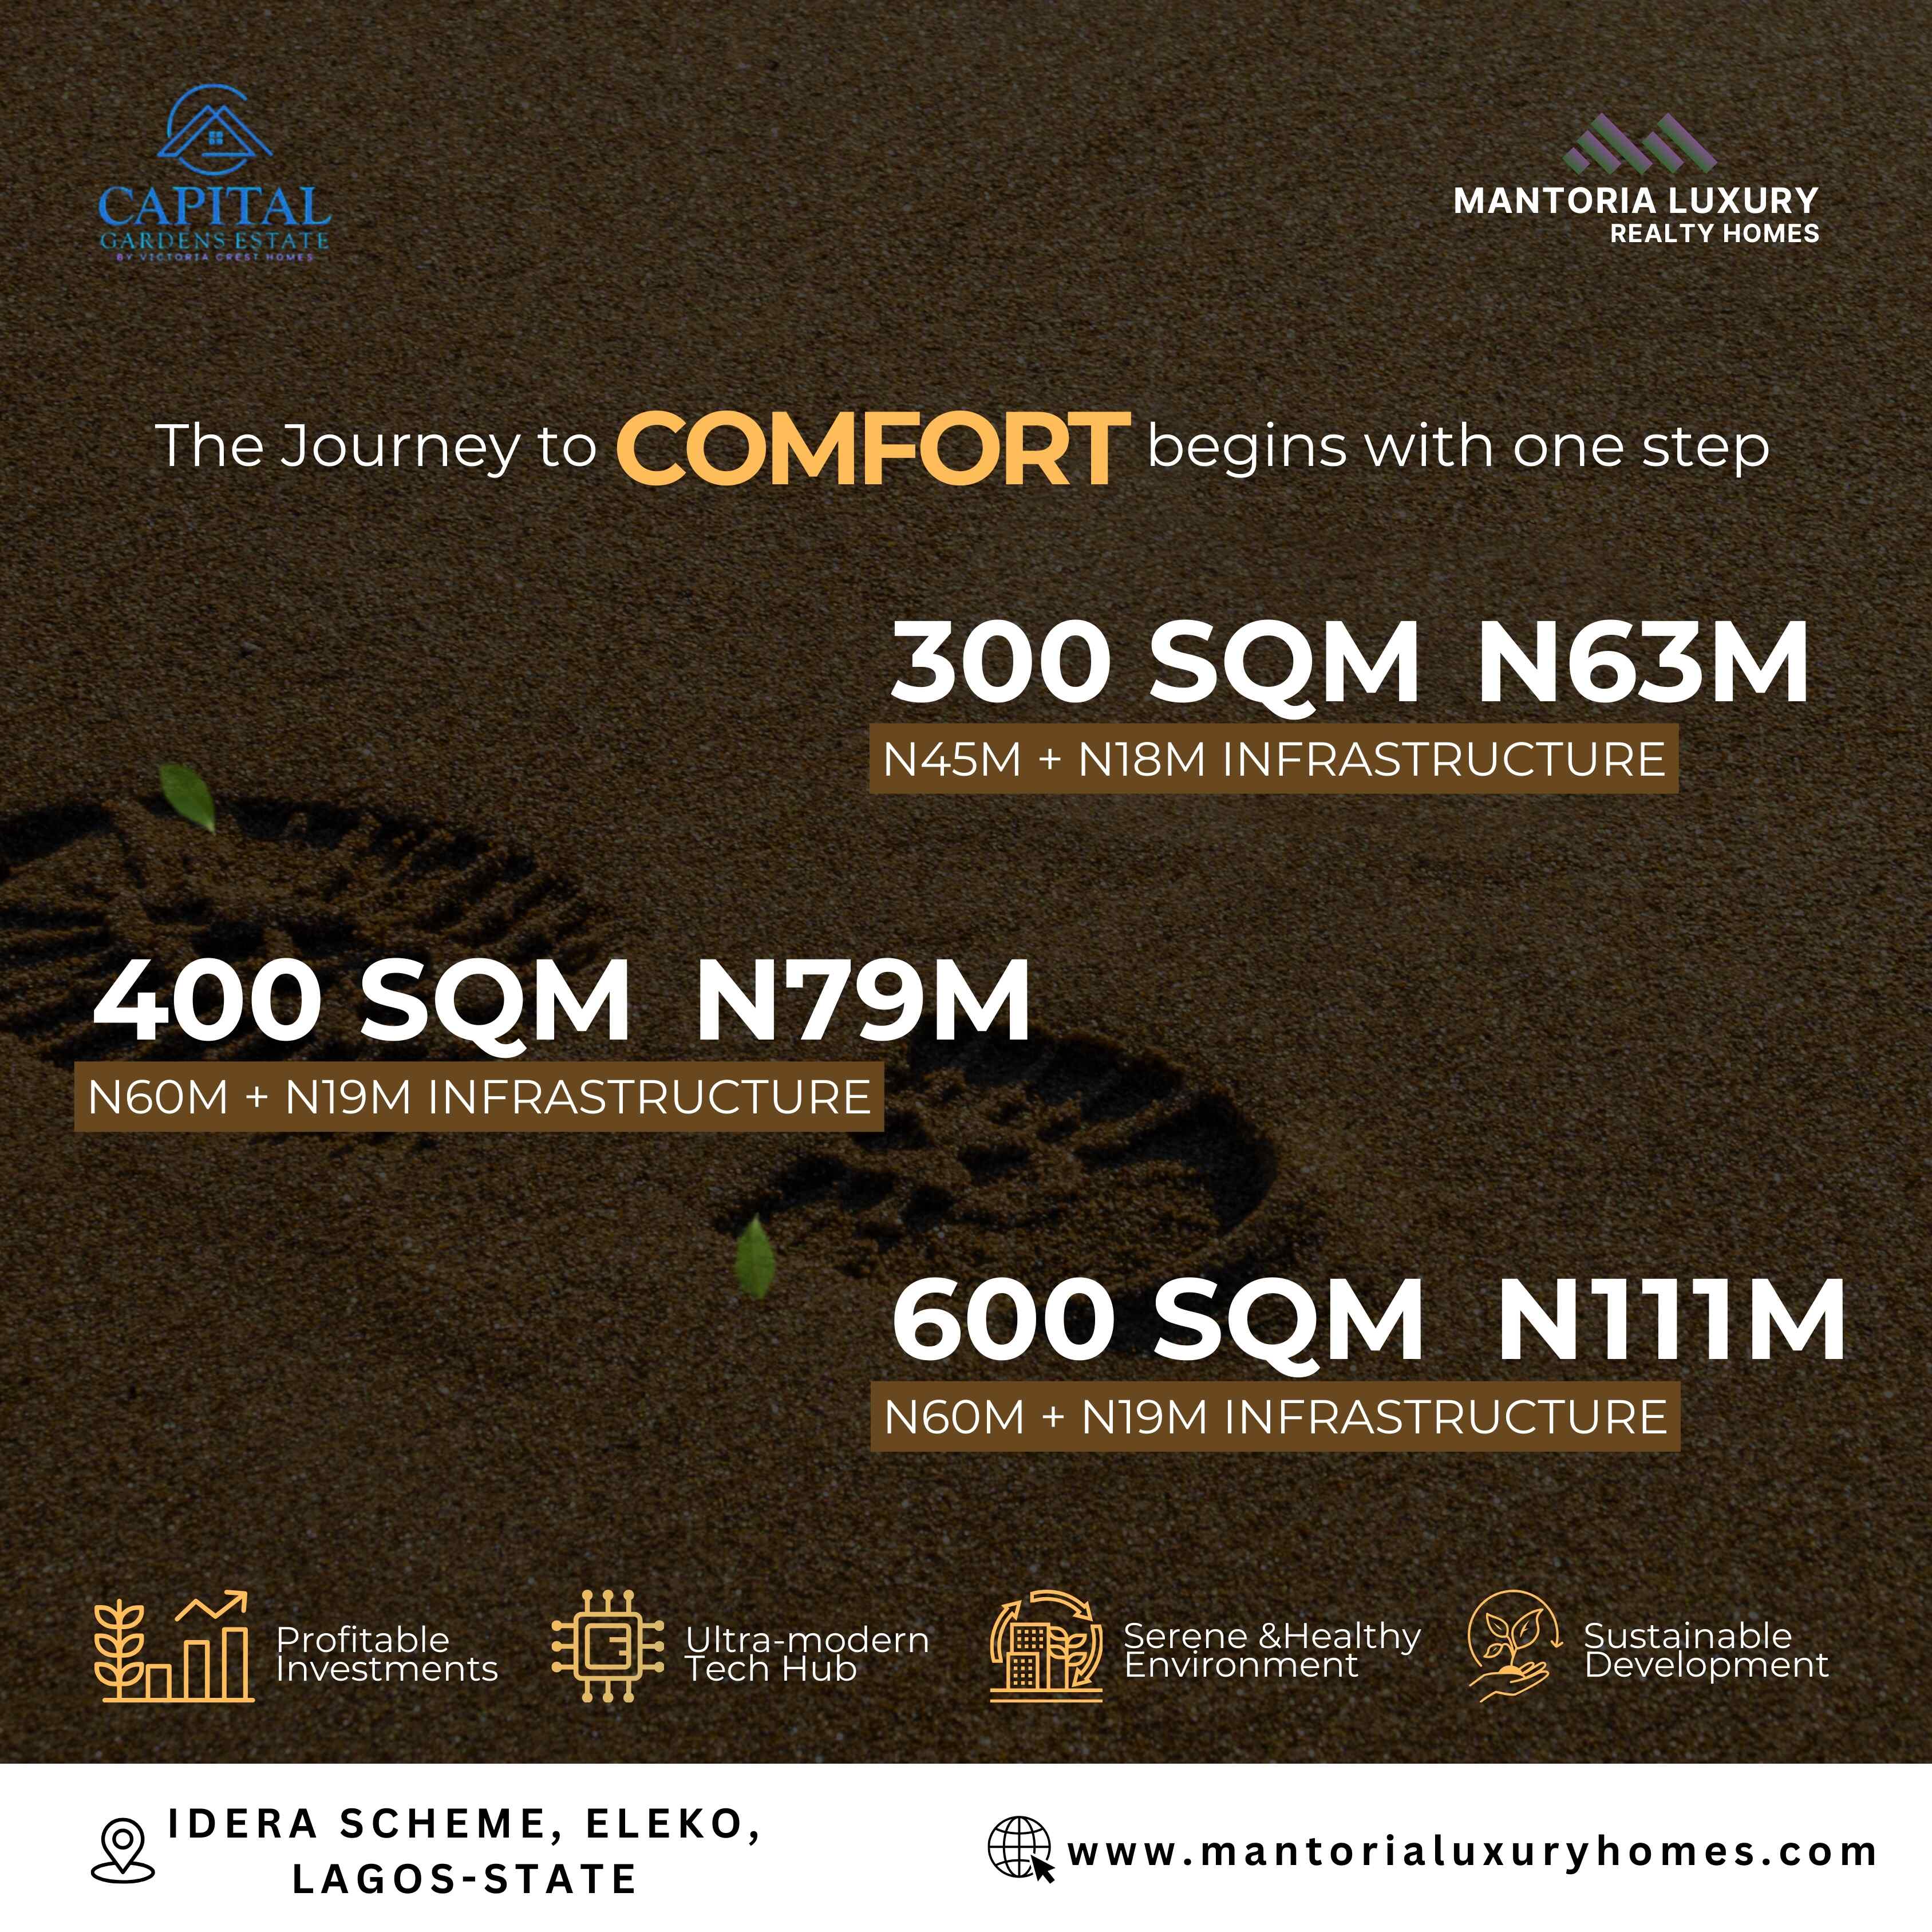 CAPITAL
GARDENS ESTATE
BY VICTORIA CREST HOMES
MANTORIA LUXURY
REALTY HOMES
The Journey to COMFORT begins with one step
300 SQM N63M
N45M + N18M INFRASTRUCTURE
400 SQM N79M
N60M + N19M INFRASTRUCTURE
600 SQM N111M
N60M + N19M INFRASTRUCTURE
Profitable
Investments
Ultra-modern
Tech Hub
Serene &Healthy
Environment
Sustainable
Development
IDERA SCHEME, ELEKO,
LAGOS-STATE
www.mantorialuxuryhomes.com